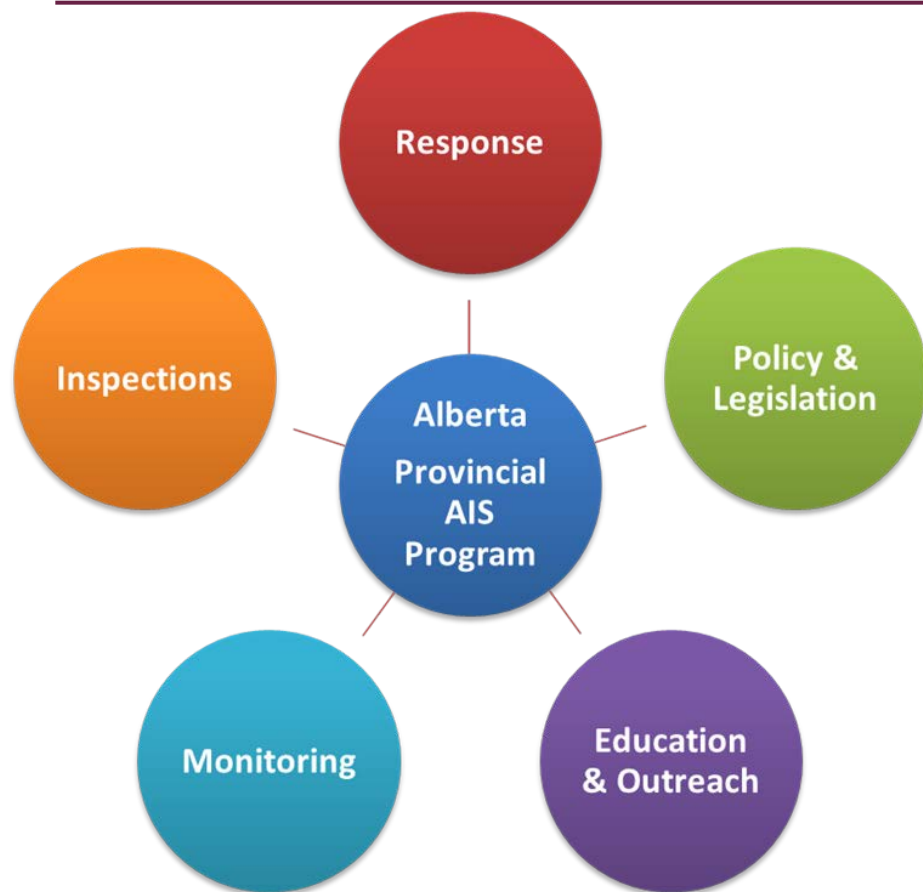 Response
Inspections
Policy &
Legislation
Alberta
Provincial
AIS
Program
Monitoring
Education
& Outreach